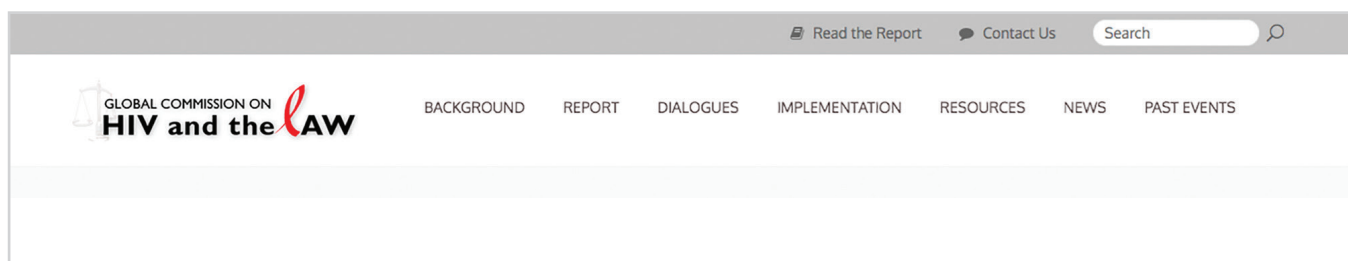 Read the Report Contact Us Search
GLOBAL COMMISSION ON
HIV and the LAW
BACKGROUND REPORT DIALOGUES IMPLEMENTATION RESOURCES NEWS PAST EVENTS